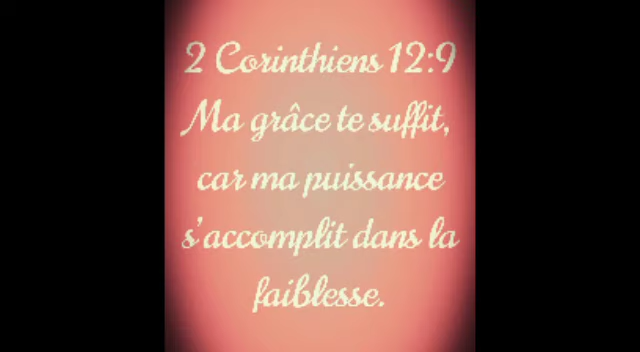 2 Corinthiens 12:9
Ma grâce te suffit,
car ma puissance
s'accomplit dans la
faiblesse.